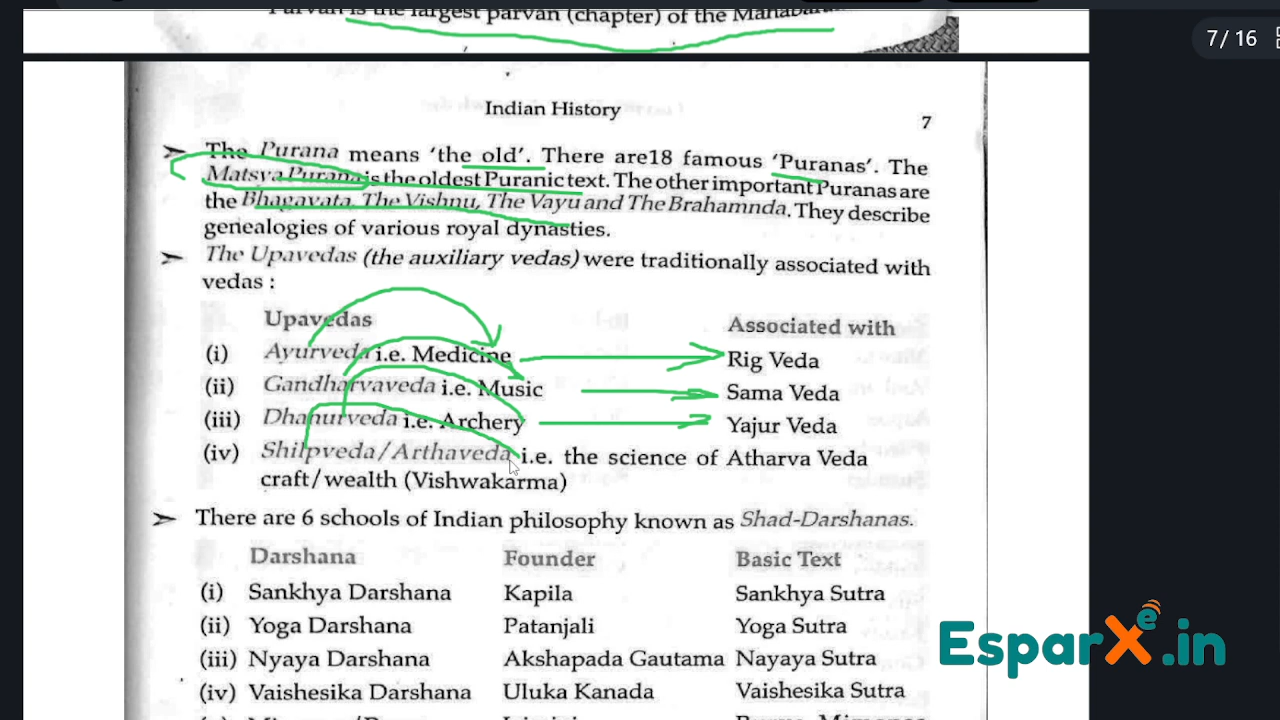 Parvan is the largest parvan (chapter) of the
7/ 16
Indian History
7
➤ The Purana means 'the old'. There are18 famous 'Puranas'. The
Matsya Purana is the oldest Puranic text. The other important Puranas are
the Bhagavata, The Vishnu, The Vayu and The Brahamnda. They describe
genealogies of various royal dynasties.
➤ The Upavedas (the auxiliary vedas) were traditionally associated with
vedas :
Upavedas Associated with
(i) Ayurveda i.e. Medicine Rig Veda
(ii) Gandharvaveda i.e. Music Sama Veda
(iii) Dhanurveda i.e. Archery Yajur Veda
(iv) Shilpveda/Arthaveda i.e. the science of Atharva Veda
craft/wealth (Vishwakarma)
➤ There are 6 schools of Indian philosophy known as Shad-Darshanas.
Darshana Founder Basic Text
(i) Sankhya Darshana Kapila Sankhya Sutra
(ii) Yoga Darshana Patanjali Yoga Sutra
(iii) Nyaya Darshana Akshapada Gautama Nayaya Sutra
(iv) Vaishesika Darshana Uluka Kanada Vaishesika Sutra
EsparXe.in